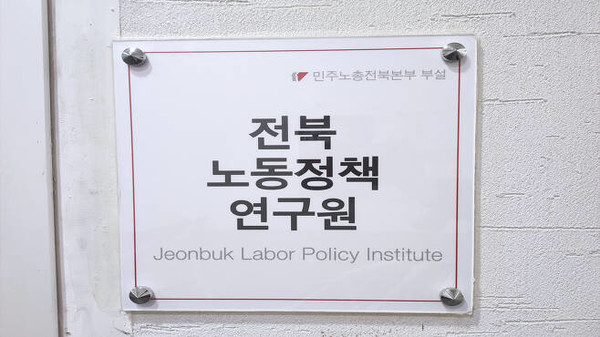 민주노총전북본부 부설
전북
노동정책
연구원
Jeonbuk Labor Policy Institute